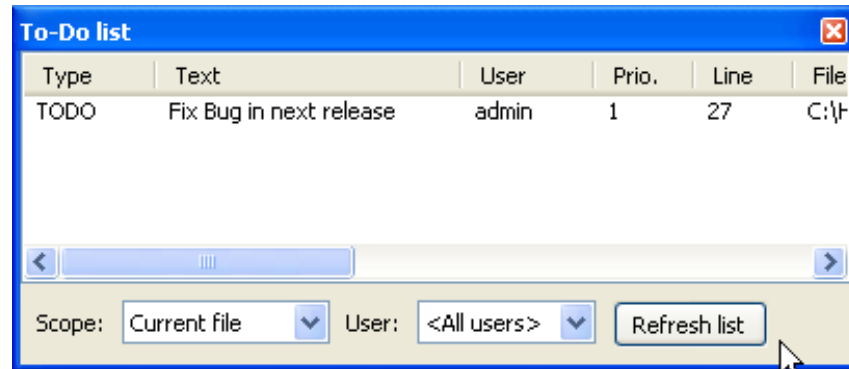 To-Do list
Type Text User Prio. Line File
TODO Fix Bug in next release admin 1 27 C:\
Scope: Current file User: <All users> Refresh list